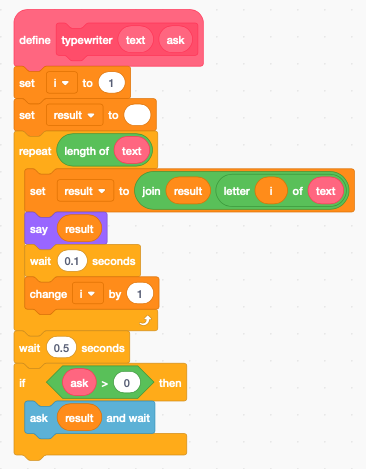 define typewriter text ask
set i to 1
set result to
repeat length of text
set result to join result letter i of text
say result
wait 0.1 seconds
change i by 1
wait 0.5 seconds
if ask > 0 then
ask result and wait